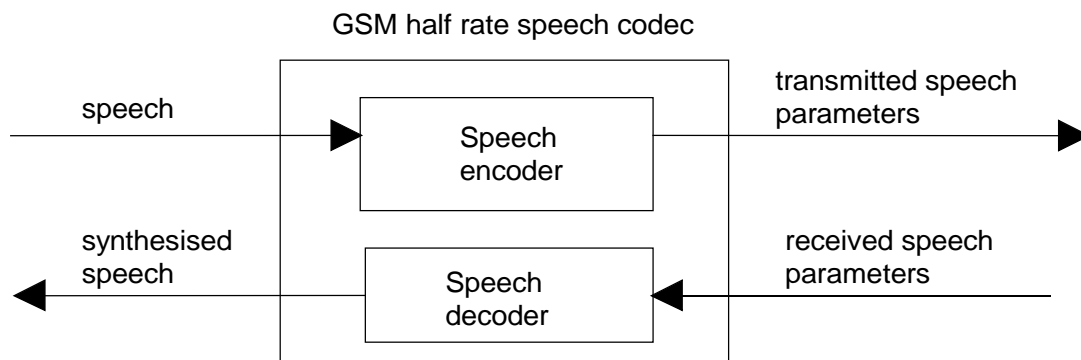 GSM half rate speech codec
speech
Speech
encoder
transmitted speech
parameters
synthesised
speech
Speech
decoder
received speech
parameters